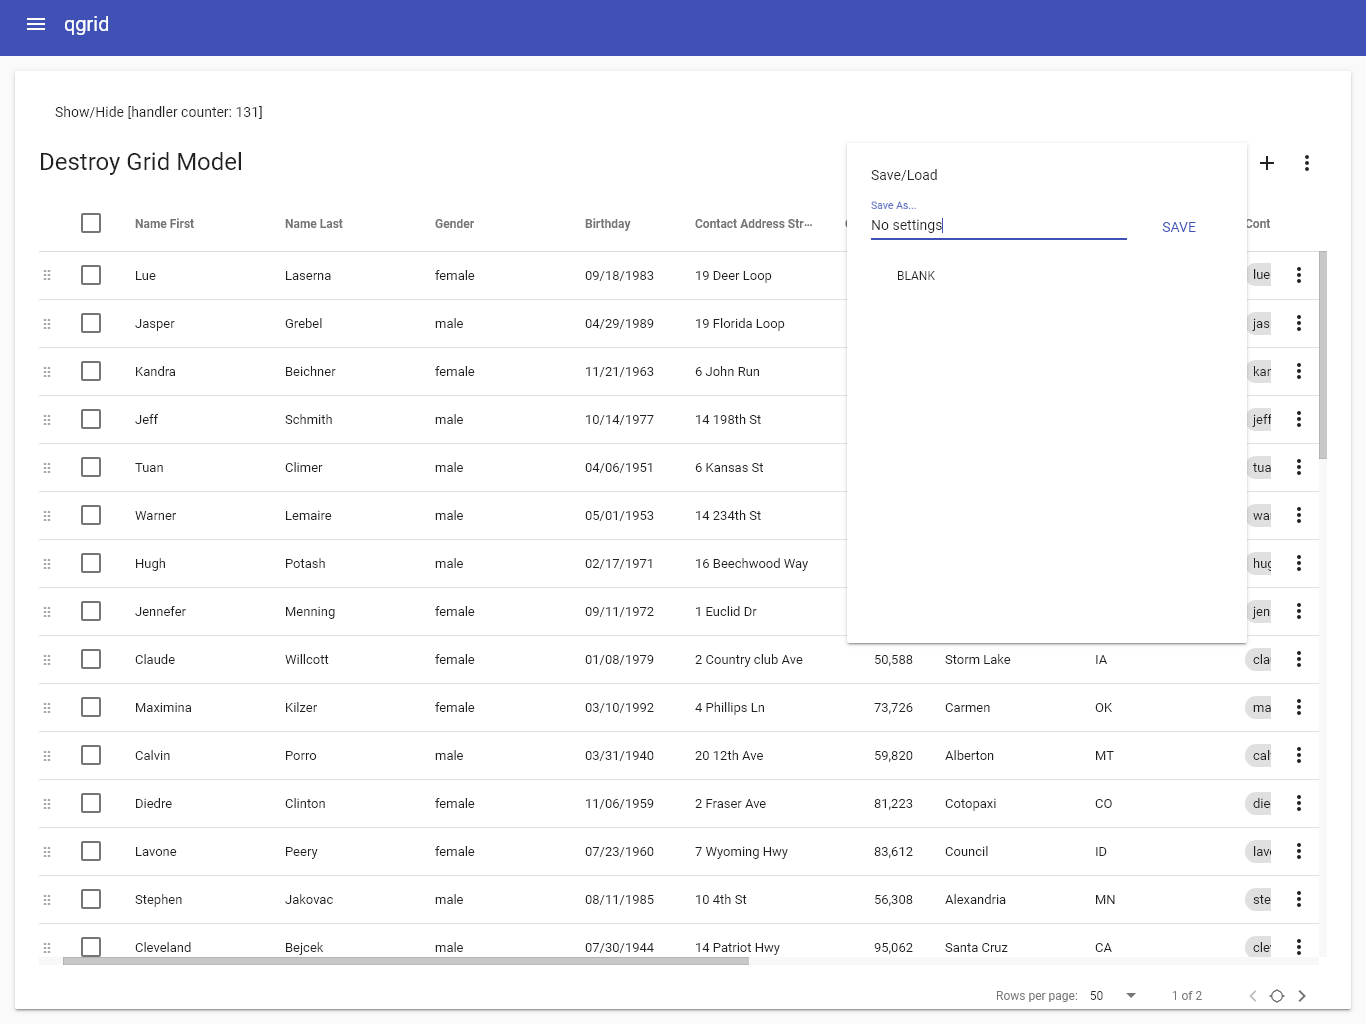 qgrid
Show/Hide [handler counter: 131]
Destroy Grid Model
Save/Load
Save As...
No settings
SAVE
BLANK
Name First Name Last Gender Birthday Contact Address Str... Cont
Lue Laserna female 09/18/1983 19 Deer Loop lue
Jasper Grebel male 04/29/1989 19 Florida Loop jas
Kandra Beichner female 11/21/1963 6 John Run kar
Jeff Schmith male 10/14/1977 14 198th St jeff
Tuan Climer male 04/06/1951 6 Kansas St tua
Warner Lemaire male 05/01/1953 14 234th St wa
Hugh Potash male 02/17/1971 16 Beechwood Way hug
Jennefer Menning female 09/11/1972 1 Euclid Dr jen
Claude Willcott female 01/08/1979 2 Country club Ave 50,588 Storm Lake IA cla
Maximina Kilzer female 03/10/1992 4 Phillips Ln 73,726 Carmen OK ma
Calvin Porro male 03/31/1940 20 12th Ave 59,820 Alberton MT cal
Diedre Clinton female 11/06/1959 2 Fraser Ave 81,223 Cotopaxi CO die
Lavone Peery female 07/23/1960 7 Wyoming Hwy 83,612 Council ID lav
Stephen Jakovac male 08/11/1985 10 4th St 56,308 Alexandria MN ste
Cleveland Bejcek male 07/30/1944 14 Patriot Hwy 95,062 Santa Cruz CA cle
Rows per page: 50 1 of 2